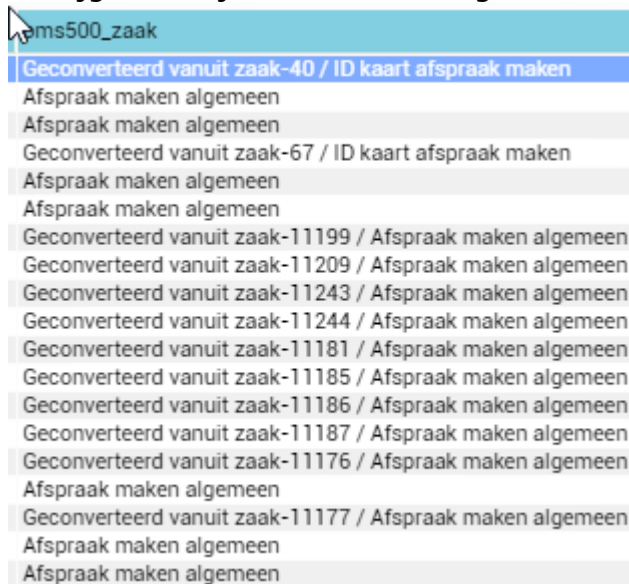 oms500_zaak
Geconverteerd vanuit zaak-40 / ID kaart afspraak maken
Afspraak maken algemeen
Afspraak maken algemeen
Geconverteerd vanuit zaak-67 / ID kaart afspraak maken
Afspraak maken algemeen
Afspraak maken algemeen
Geconverteerd vanuit zaak-11199 / Afspraak maken algemeen
Geconverteerd vanuit zaak-11209 / Afspraak maken algemeen
Geconverteerd vanuit zaak-11243 / Afspraak maken algemeen
Geconverteerd vanuit zaak-11244 / Afspraak maken algemeen
Geconverteerd vanuit zaak-11181 / Afspraak maken algemeen
Geconverteerd vanuit zaak-11185 / Afspraak maken algemeen
Geconverteerd vanuit zaak-11186 / Afspraak maken algemeen
Geconverteerd vanuit zaak-11187 / Afspraak maken algemeen
Geconverteerd vanuit zaak-11176 / Afspraak maken algemeen
Afspraak maken algemeen
Geconverteerd vanuit zaak-11177 / Afspraak maken algemeen
Afspraak maken algemeen
Afspraak maken algemeen